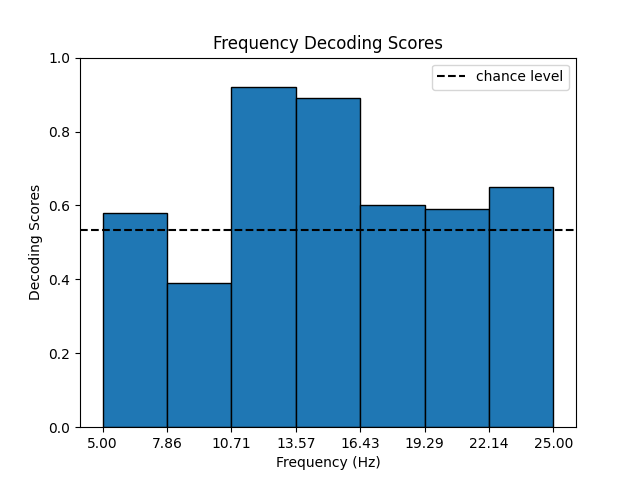 Frequency Decoding Scores
chance level
1.0
0.8
0.6
0.4
0.2
0.0
Decoding Scores
5.00 7.86 10.71 13.57 16.43 19.29 22.14 25.00
Frequency (Hz)